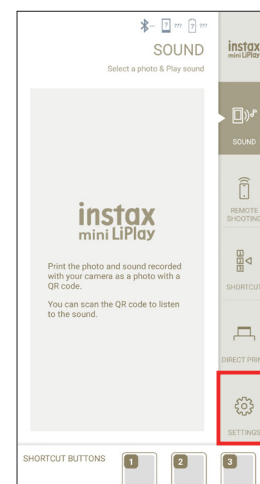 ? ??? ? ???
SOUND
Select a photo & Play sound
instax
mini LiPlay
SOUND
REMOTE
SHOOTING
SHORTCUT
DIRECT PRIN
SETTINGS
instax
mini LiPlay
Print the photo and sound recorded
with your camera as a photo with a
QR code.
You can scan the QR code to listen
to the sound.
SHORTCUT BUTTONS
1
2
3